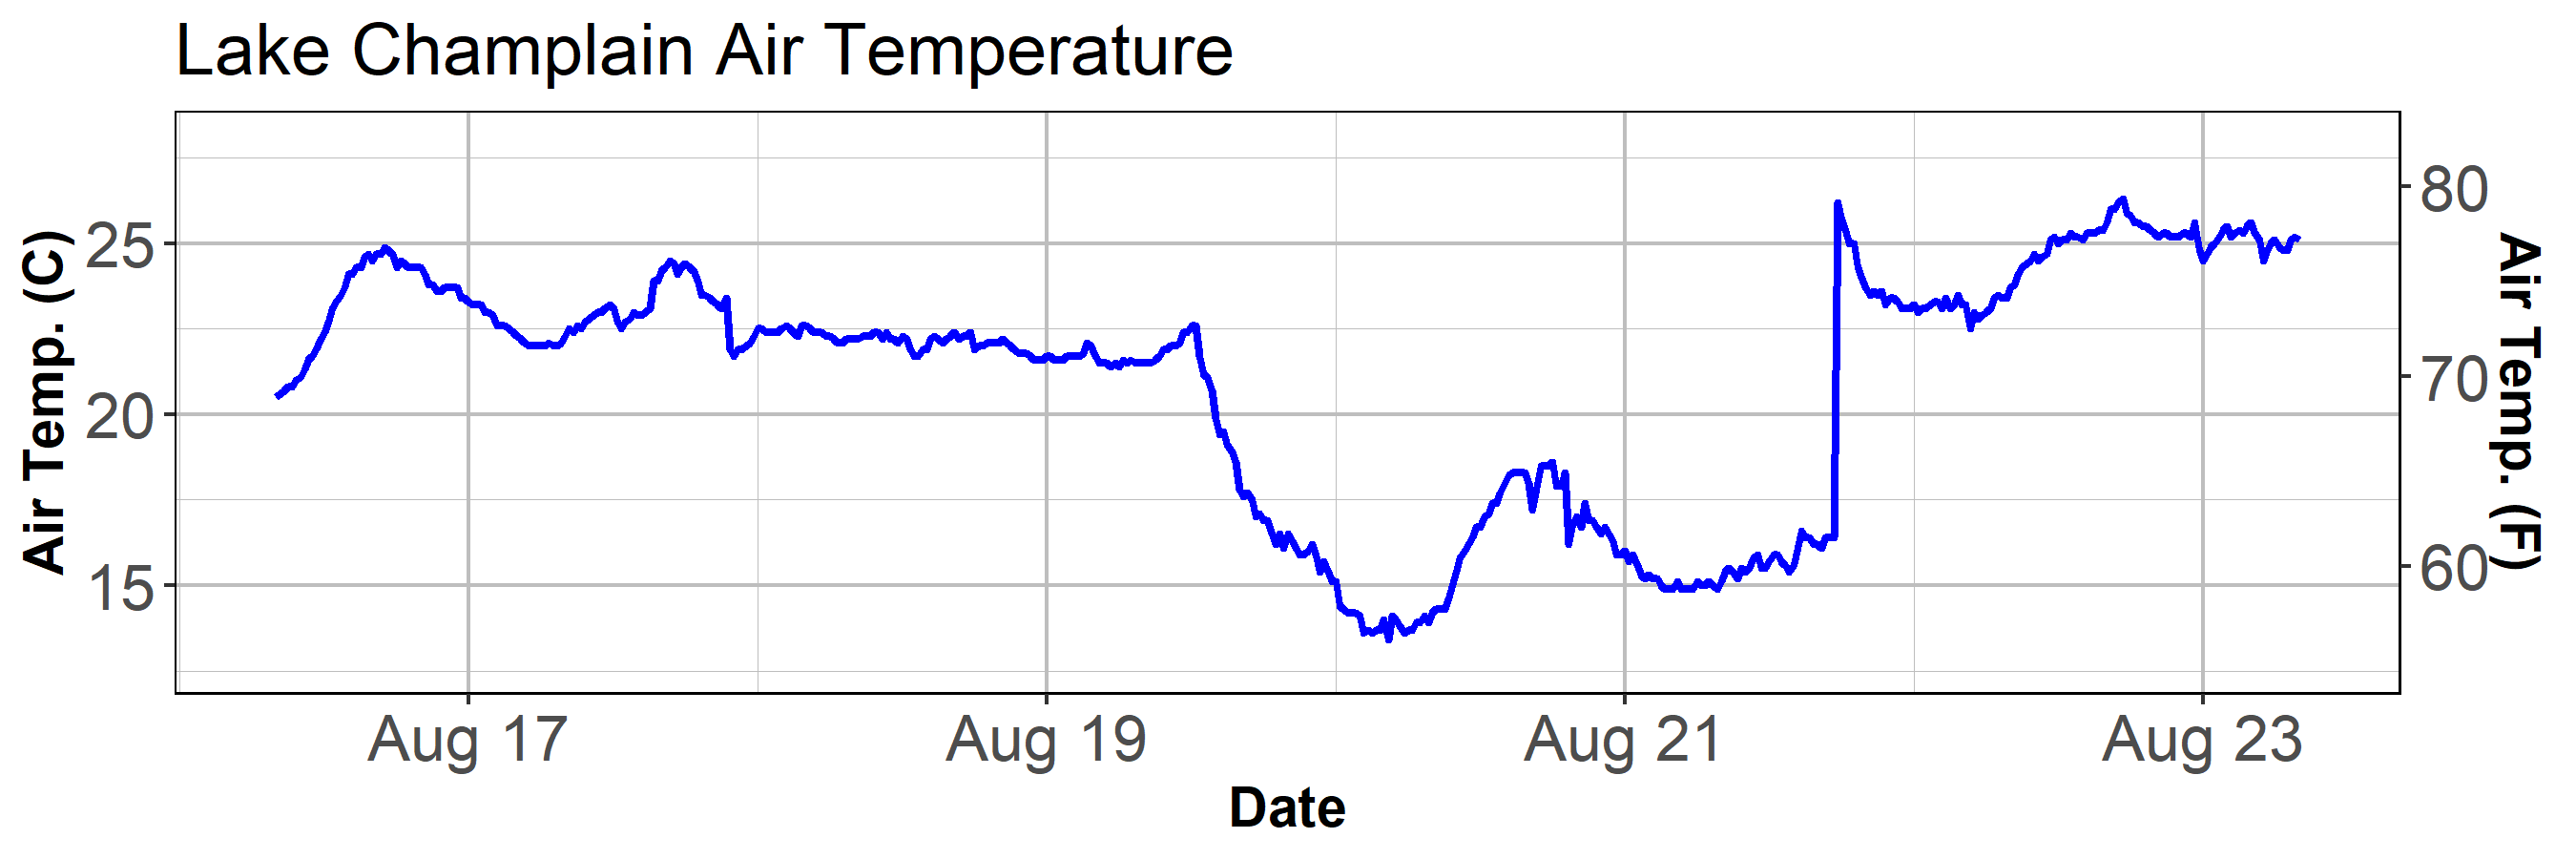 Lake Champlain Air Temperature
Air Temp. (C)
25
20
15
80
70
60
Air Temp. (F)
Aug 17
Aug 19
Aug 21
Aug 23
Date